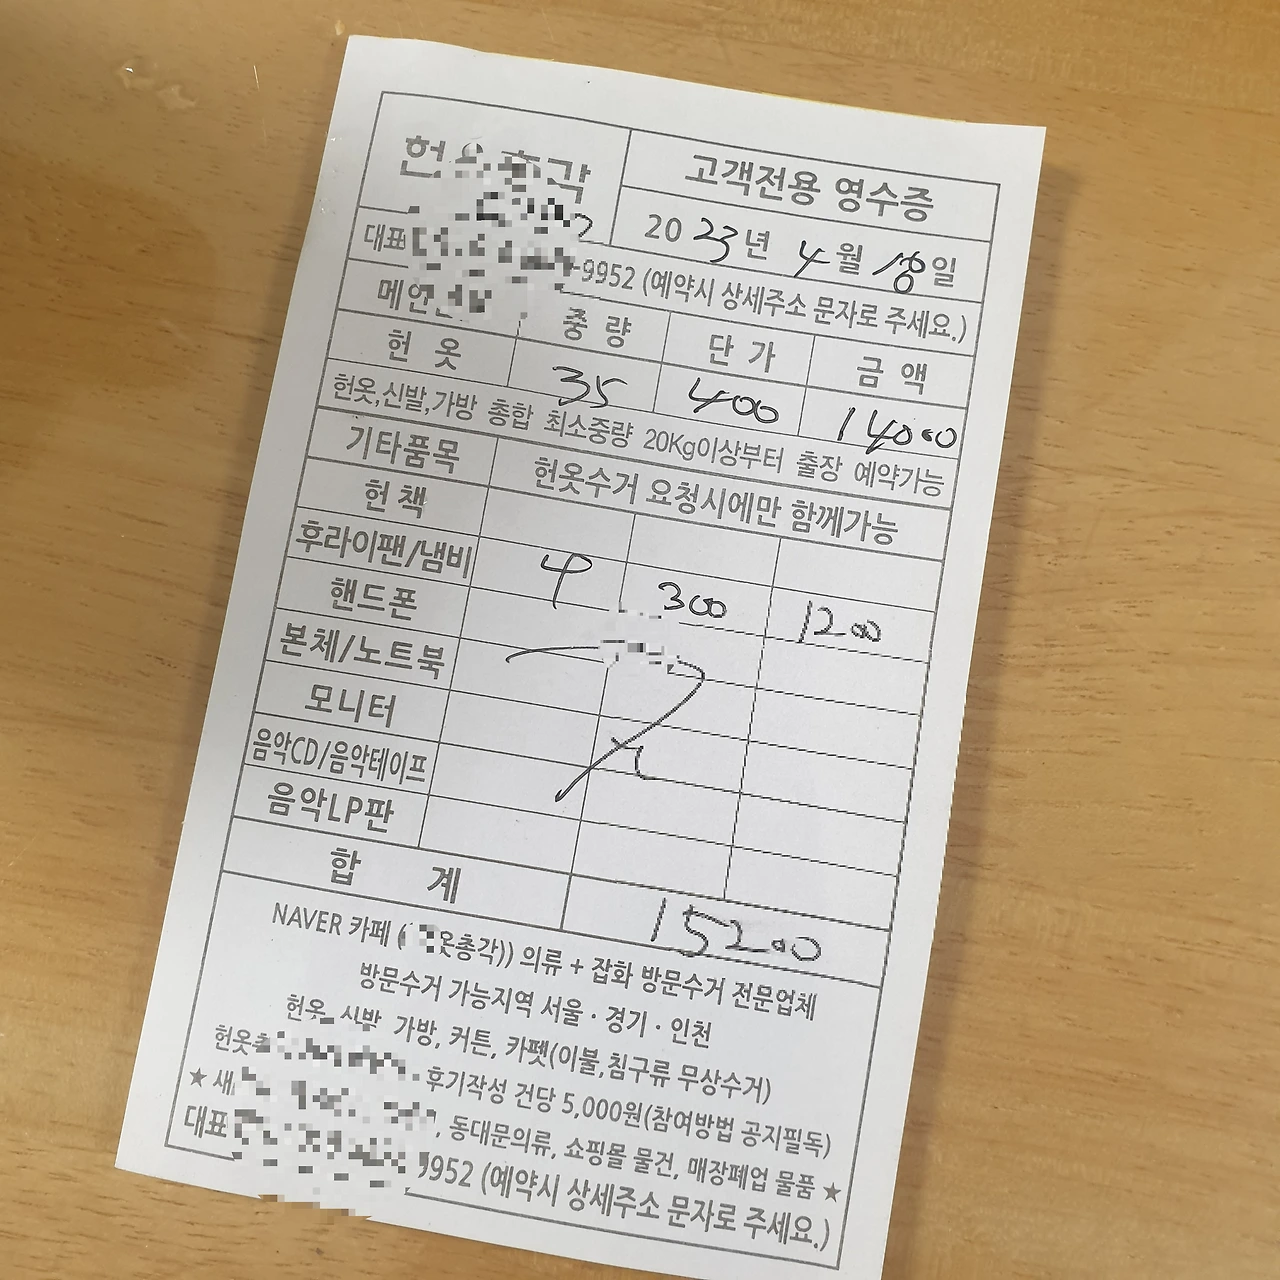 고객전용 영수증
2023년 4월 18일
대표 -9952 (예약시 상세주소 문자로 주세요.)
중 량 단 가 금 액
헌 옷 35 400 14000
헌옷,신발,가방 총합 최소중량 20Kg이상부터 출장 예약가능
기타품목 헌옷수거 요청시에만 함께가능
헌 책
후라이팬/냄비 4 300 1200
핸드폰
본체/노트북
모니터
음악CD/음악테이프
음악LP판
합 계 15200
NAVER 카페 ( 옷총각)) 의류 + 잡화 방문수거 전문업체
방문수거 가능지역 서울·경기·인천
헌옷, 신발, 가방, 커튼, 카펫(이불,침구류 무상수거)
헌옷 후기작성 건당 5,000원(참여방법 공지필독)
★ 새 , 동대문의류, 쇼핑몰 물건, 매장폐업 물품 ★
대표 9952 (예약시 상세주소 문자로 주세요.)